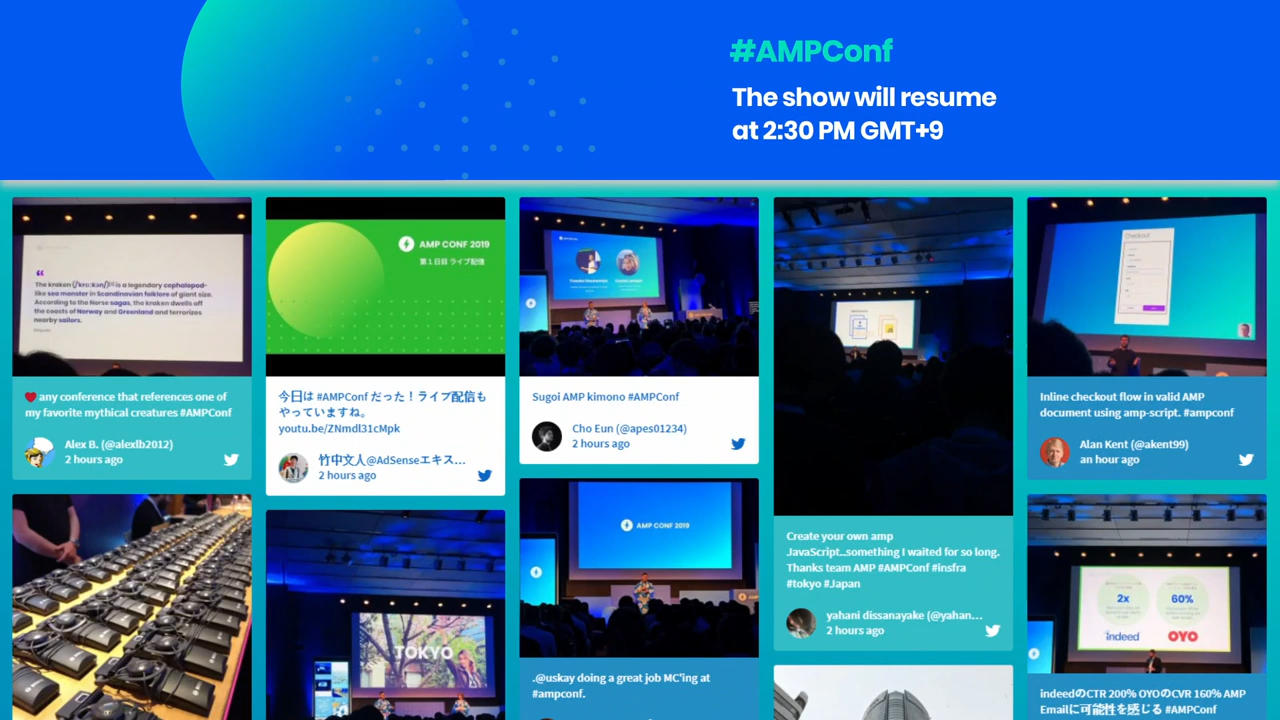 #AMPConf
The show will resume
at 2:30 PM GMT+9
“
The kraken (/ˈkrɑːkən/)[1] is a legendary cephalopod-
like sea monster in Scandinavian folklore of giant size.
According to the Norse sagas, the kraken dwells off
the coasts of Norway and Greenland and terrorizes
nearby sailors.
❤️any conference that references one of
my favorite mythical creatures #AMPConf
Alex B. (@alexlb2012)
2 hours ago
AMP CONF 2019
第1日目 ライブ配信
今日は #AMPConf だった！ライブ配信も
やっていますね。
youtu.be/ZNmdl31cMpk
竹中文人@AdSenseエキス...
2 hours ago
TOKYO
Sugoi AMP kimono #AMPConf
Cho Eun (@apes01234)
2 hours ago
AMP CONF 2019
.@uskay doing a great job MC'ing at
#ampconf.
Create your own amp
JavaScript...something I waited for so long.
Thanks team AMP #AMPConf #insfra
#tokyo #Japan
yahani dissanayake (@yahan...
2 hours ago
Checkout
Inline checkout flow in valid AMP
document using amp-script. #ampconf
Alan Kent (@akent99)
an hour ago
2x
60%
indeed
OYO
indeedのCTR 200% OYOのCVR 160% AMP
Emailに可能性を感じる #AMPConf